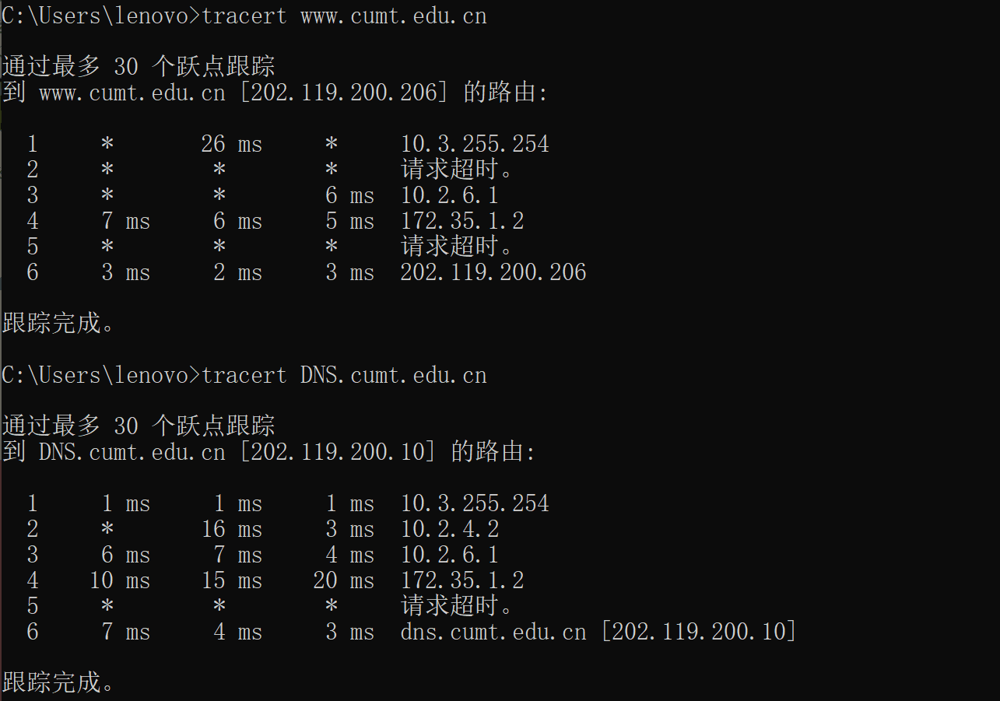 C:\Users\lenovo>tracert www.cumt.edu.cn
通过最多 30 个跃点跟踪
到 www.cumt.edu.cn [202.119.200.206] 的路由:
1 * 26 ms * 10.3.255.254
2 * * * 请求超时。
3 * * 6 ms 10.2.6.1
4 7 ms 6 ms 5 ms 172.35.1.2
5 * * * 请求超时。
6 3 ms 2 ms 3 ms 202.119.200.206
跟踪完成。
C:\Users\lenovo>tracert DNS.cumt.edu.cn
通过最多 30 个跃点跟踪
到 DNS.cumt.edu.cn [202.119.200.10] 的路由:
1 1 ms 1 ms 1 ms 10.3.255.254
2 * 16 ms 3 ms 10.2.4.2
3 6 ms 7 ms 4 ms 10.2.6.1
4 10 ms 15 ms 20 ms 172.35.1.2
5 * * * 请求超时。
6 7 ms 4 ms 3 ms dns.cumt.edu.cn [202.119.200.10]
跟踪完成。